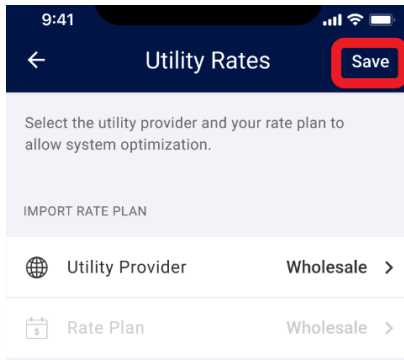 9:41
Utility Rates Save
Select the utility provider and your rate plan to
allow system optimization.
IMPORT RATE PLAN
Utility Provider Wholesale
$ Rate Plan Wholesale